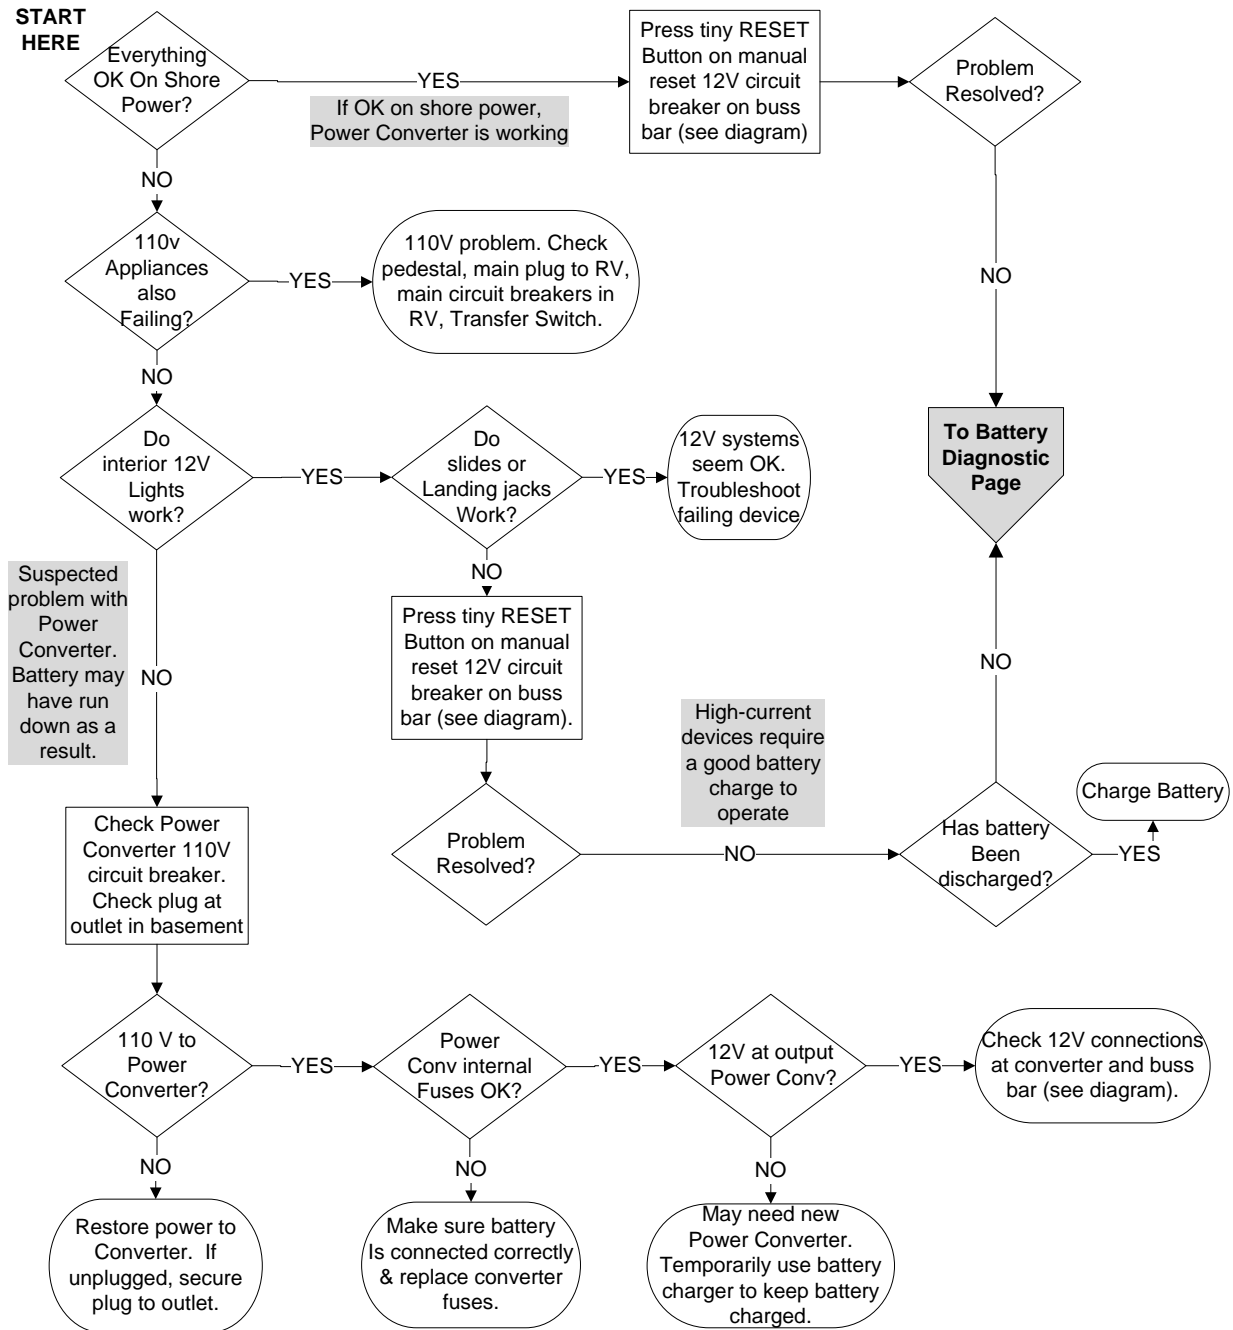 START
HERE
Everything
OK On Shore
Power?
YES
If OK on shore power,
Power Converter is working
Press tiny RESET
Button on manual
reset 12V circuit
breaker on buss
bar (see diagram)
Problem
Resolved?
NO
NO
110v
Appliances
also
Failing?
YES
110V problem. Check
pedestal, main plug to RV,
main circuit breakers in
RV, Transfer Switch.
NO
Do
interior 12V
Lights
work?
YES
Do
slides or
Landing jacks
Work?
YES
12V systems
seem OK.
Troubleshoot
failing device
To Battery
Diagnostic
Page
Suspected
problem with
Power
Converter.
Battery may
have run
down as a
result.
NO
NO
Press tiny RESET
Button on manual
reset 12V circuit
breaker on buss
bar (see diagram).
NO
High-current
devices require
a good battery
charge to
operate
Charge Battery
Check Power
Converter 110V
circuit breaker.
Check plug at
outlet in basement
Problem
Resolved?
NO
Has battery
Been
discharged?
YES
110 V to
Power
Converter?
YES
Power
Conv internal
Fuses OK?
YES
12V at output
Power Conv?
YES
Check 12V connections
at converter and buss
bar (see diagram).
NO
NO
NO
Restore power to
Converter. If
unplugged, secure
plug to outlet.
Make sure battery
Is connected correctly
& replace converter
fuses.
May need new
Power Converter.
Temporarily use battery
charger to keep battery
charged.